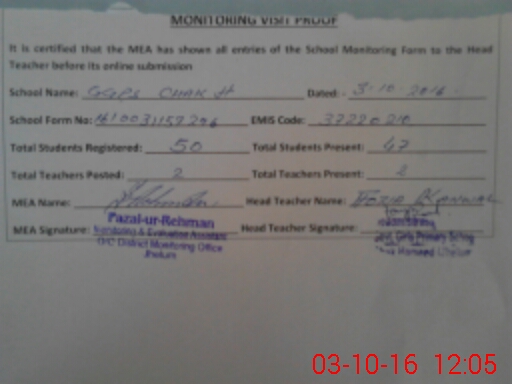 MONITORING VISIT PROOF
It is certified that the MEA has shown all entries of the School Monitoring Form to the Head
Teacher before its online submission
School Name: GGPS CHAK H Dated:- 3-10-2016
School Form No: EMIS Code: 37220210
Total Students Registered: 50 Total Students Present: 47
Total Teachers Posted: 2 Total Teachers Present: 2
MEA Name: Head Teacher Name: KANWAL
MEA Signature: Head Teacher Signature:
Fazal-ur-Rehman
Monitoring & Evaluation Assistant
O/C District Monitoring Office
Jhelum
03-10-16 12:05